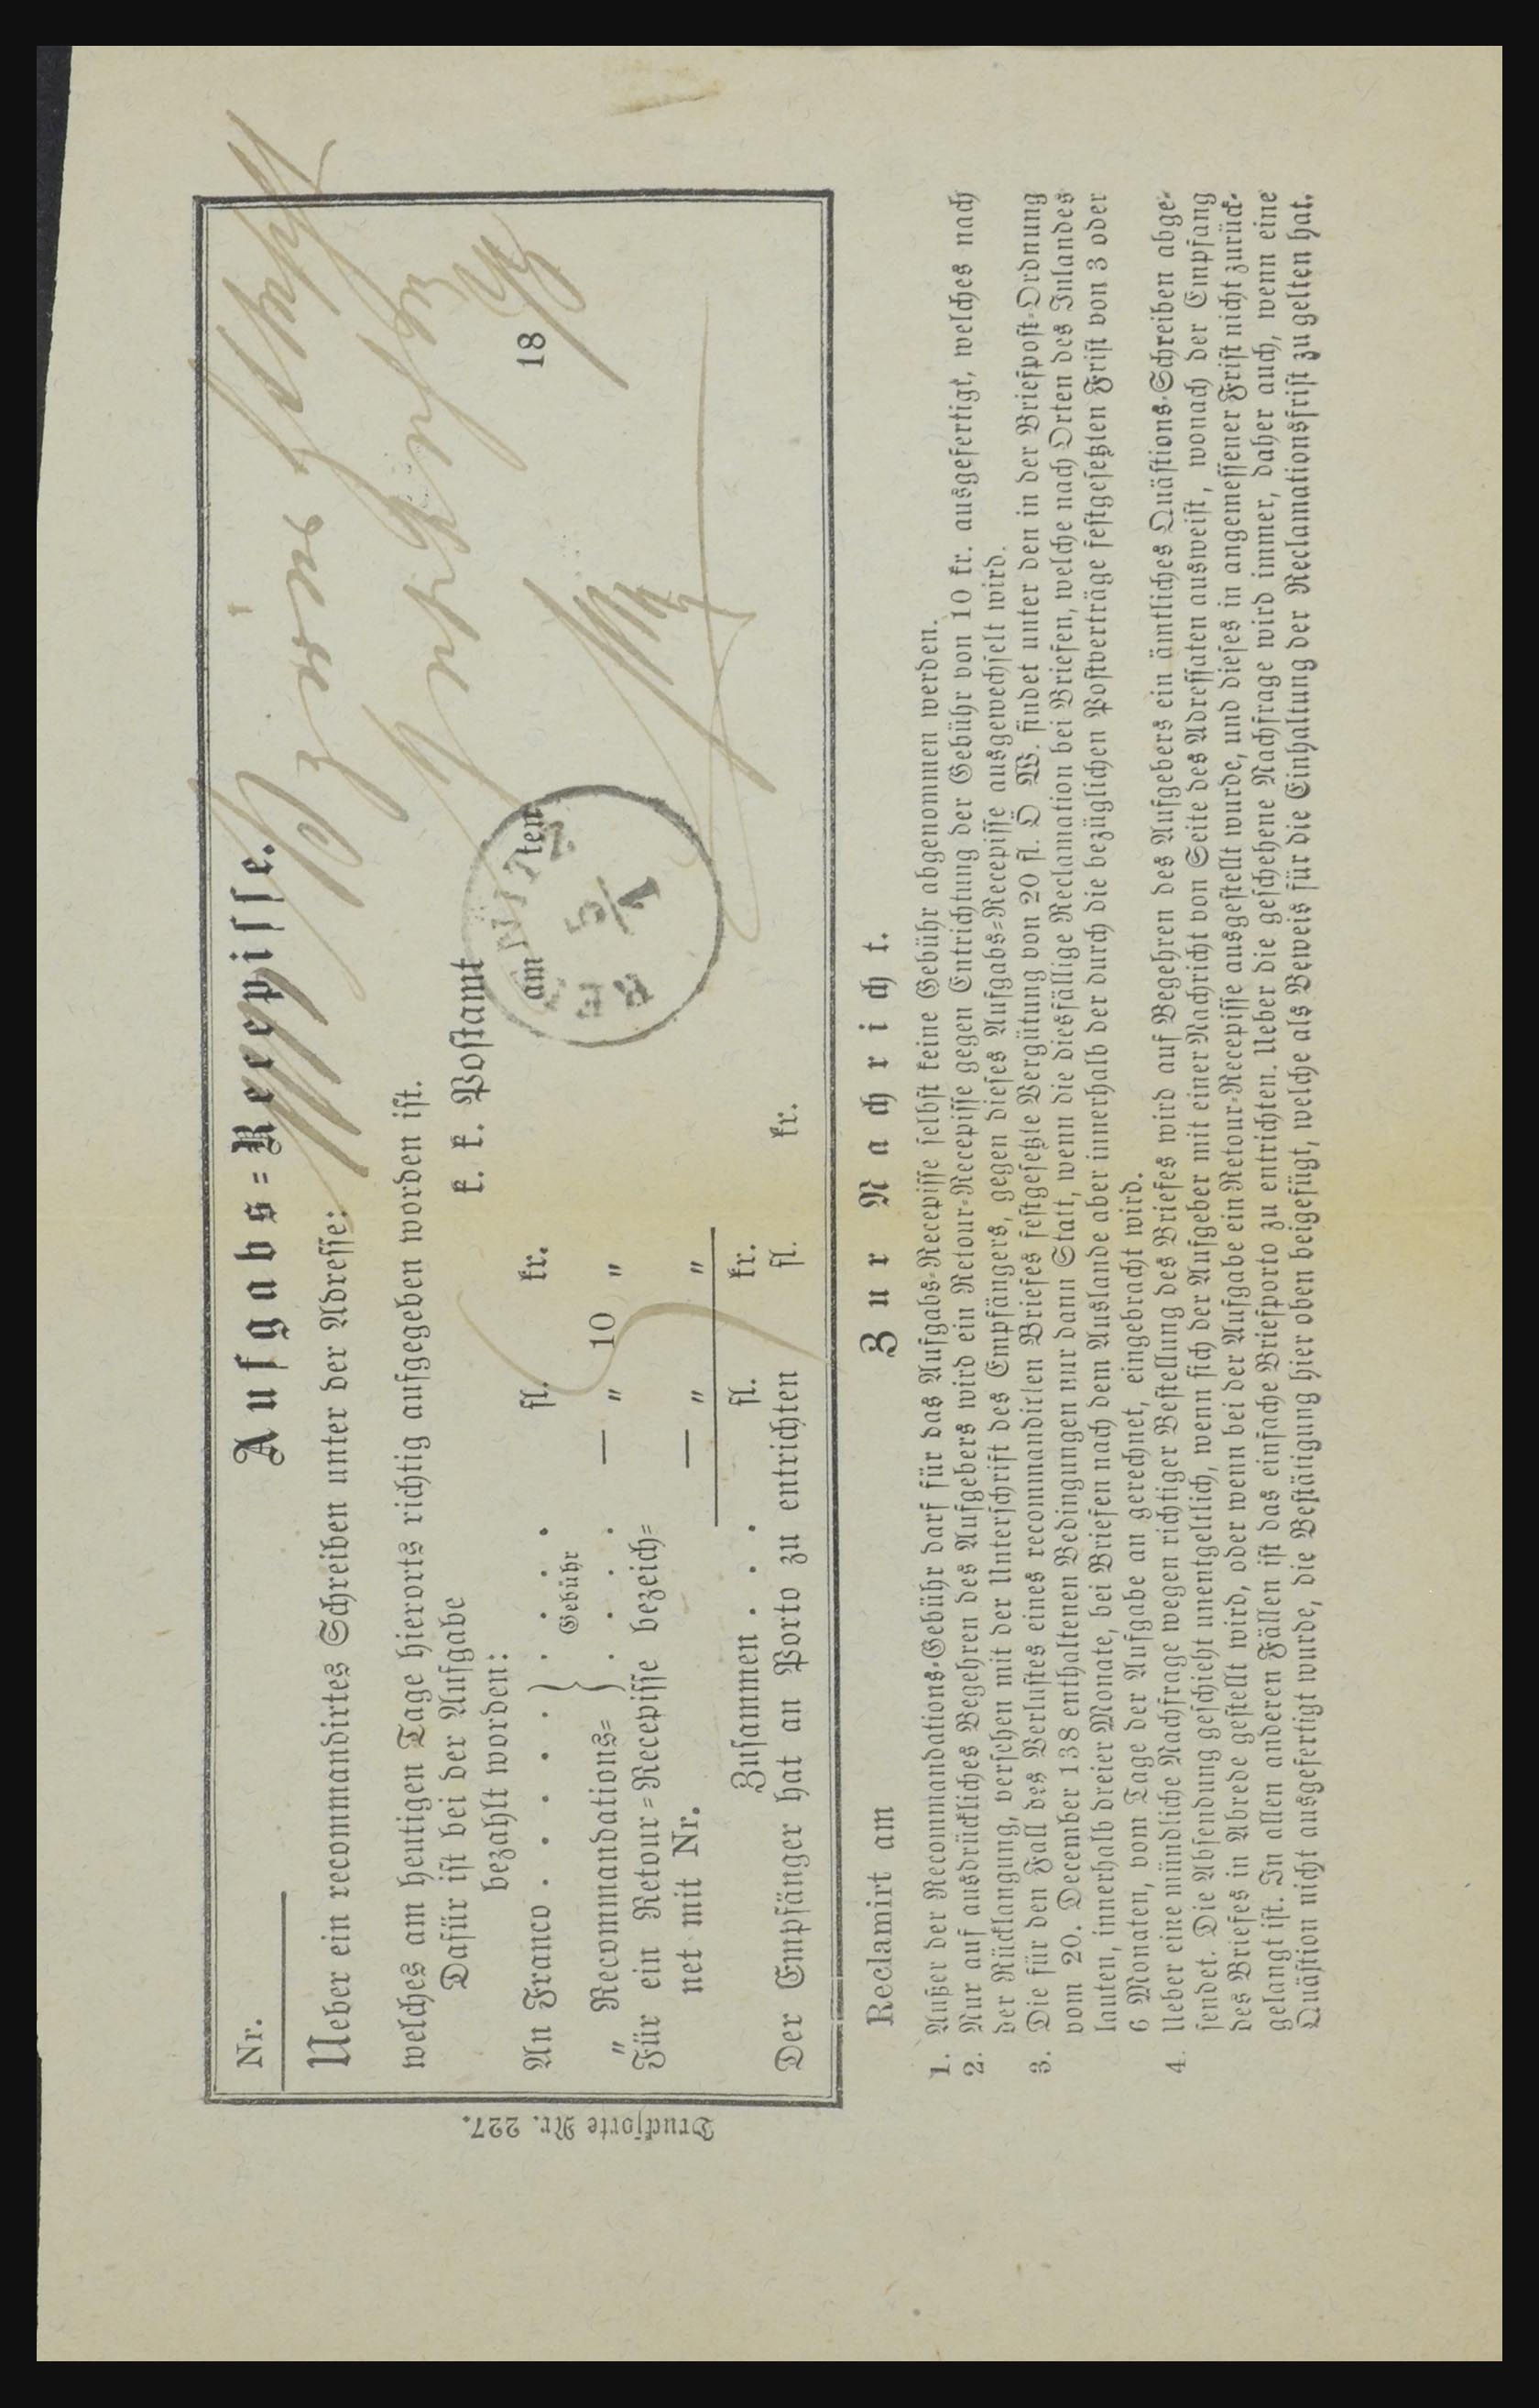 Nr.
Aufgabs=Recepisse.
Ueber ein recommandirtes Schreiben unter der Adresse:
welches am heutigen Tage hierorts richtig aufgegeben worden ist.
Dafür ist bei der Aufgabe
bezahlt worden:
k. k. Postamt
An Franco . . . . . } . . . . fl. kr.
am ten 18
Gebühr
" Recommandations= } . . . . — " 10 "
Für ein Retour=Recepisse bezeich=
net mit Nr. — " "
Zusammen . . . fl. kr.
Der Empfänger hat an Porto zu entrichten fl. kr.
NITZ
5/1
Drucksorte Nr. 227.
Reclamirt am
Zur Nachricht.
1. Außer der Recommandations-Gebühr darf für das Aufgabs-Recepisse selbst keine Gebühr abgenommen werden.
2. Nur auf ausdrückliches Begehren des Aufgebers wird ein Retour-Recepisse gegen Entrichtung der Gebühr von 10 kr. ausgefertigt, welches nach
der Rücklangung, versehen mit der Unterschrift des Empfängers, gegen dieses Aufgabs=Recepisse ausgewechselt wird.
3. Die für den Fall des Verlustes eines recommandirten Briefes festgesetzte Vergütung von 20 fl. Ö W. findet unter den in der Briefpost-Ordnung
vom 20. December 138 enthaltenen Bedingungen nur dann Statt, wenn die diesfällige Reclamation bei Briefen, welche nach Orten des Inlandes
lauten, innerhalb dreier Monate, bei Briefen nach dem Auslande aber innerhalb der durch die bezüglichen Postverträge festgesetzten Frist von 3 oder
6 Monaten, vom Tage der Aufgabe an gerechnet, eingebracht wird.
4. Ueber eine mündliche Nachfrage wegen richtiger Bestellung des Briefes wird auf Begehren des Aufgebers ein ämtliches Quästions-Schreiben abge-
sendet. Die Absendung geschieht unentgeltlich, wenn sich der Aufgeber mit einer Nachricht von Seite des Adressaten ausweist, wonach der Empfang
des Briefes in Abrede gestellt wird, oder wenn bei der Aufgabe ein Retour-Recepisse ausgestellt wurde, und dieses in angemessener Frist nicht zurück-
gelangt ist. In allen anderen Fällen ist das einfache Briefporto zu entrichten. Ueber die geschehene Nachfrage wird immer, daher auch, wenn eine
Quästion nicht ausgefertigt wurde, die Bestätigung hier oben beigefügt, welche als Beweis für die Einhaltung der Reclamationsfrist zu gelten hat.